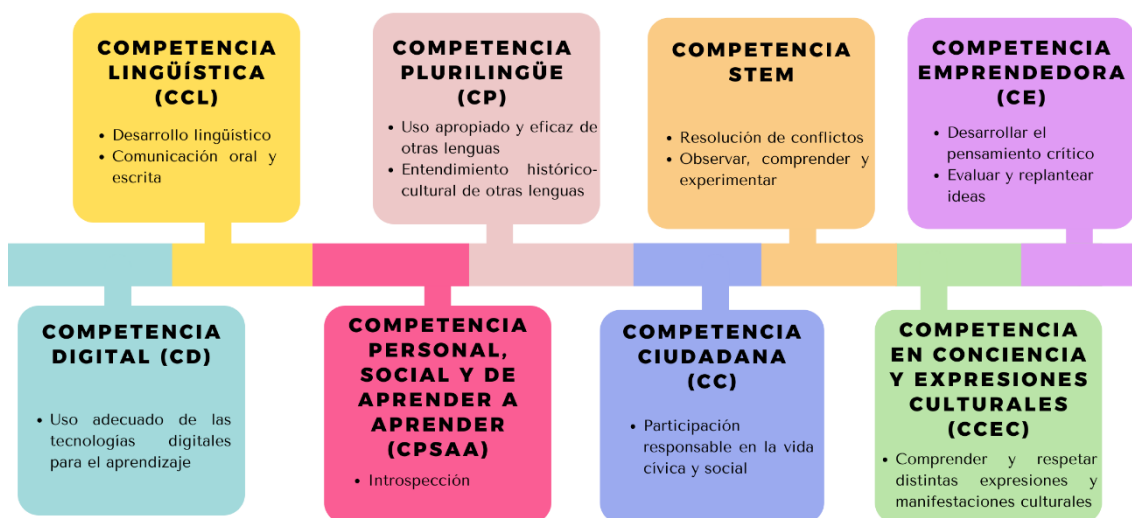 COMPETENCIA
LINGÜÍSTICA
(CCL)
• Desarrollo lingüístico
• Comunicación oral y
escrita
COMPETENCIA
PLURILINGÜE
(CP)
• Uso apropiado y eficaz de
otras lenguas
• Entendimiento histórico-
cultural de otras lenguas
COMPETENCIA
STEM
• Resolución de conflictos
• Observar, comprender y
experimentar
COMPETENCIA
EMPRENDEDORA
(CE)
• Desarrollar el
pensamiento crítico
• Evaluar y replantear
ideas
COMPETENCIA
DIGITAL (CD)
• Uso adecuado de las
tecnologías digitales
para el aprendizaje
COMPETENCIA
PERSONAL,
SOCIAL Y DE
APRENDER A
APRENDER
(CPSAA)
• Introspección
COMPETENCIA
CIUDADANA
(CC)
• Participación
responsable en la vida
cívica y social
COMPETENCIA
EN CONCIENCIA
Y EXPRESIONES
CULTURALES
(CCEC)
• Comprender y respetar
distintas expresiones y
manifestaciones culturales